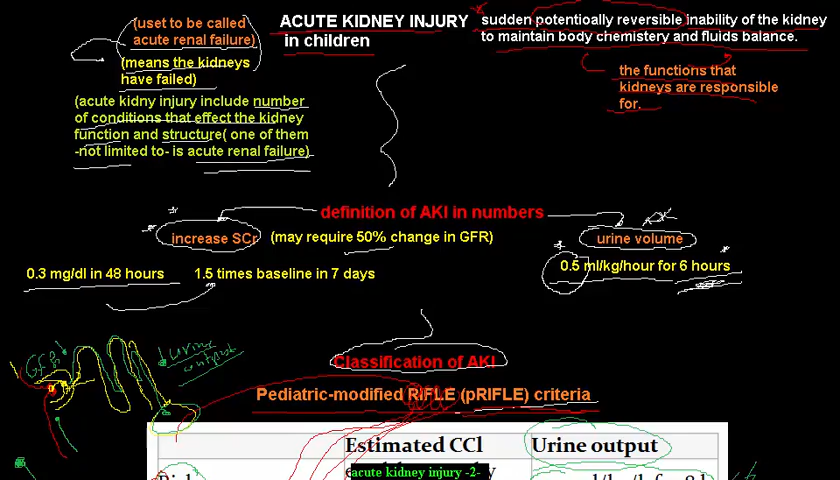 (uset to be called
acute renal failure)
(means the kidneys
have failed)
(acute kidny injury include number
of conditions that effect the kidney
function and structure( one of them
-not limited to- is acute renal failure)
ACUTE KIDNEY INJURY
in children
sudden potentioally reversible inability of the kidney
to maintain body chemistery and fluids balance.
the functions that
kidneys are responsible
for.
definition of AKI in numbers
increase SCr
(may require 50% change in GFR)
urine volume
0.3 mg/dl in 48 hours
1.5 times baseline in 7 days
0.5 ml/kg/hour for 6 hours
Classification of AKI
GFR
urine
output
Pediatric-modified RIFLE (pRIFLE) criteria
Estimated CCl
Urine output
acute kidney injury -2-
Risk